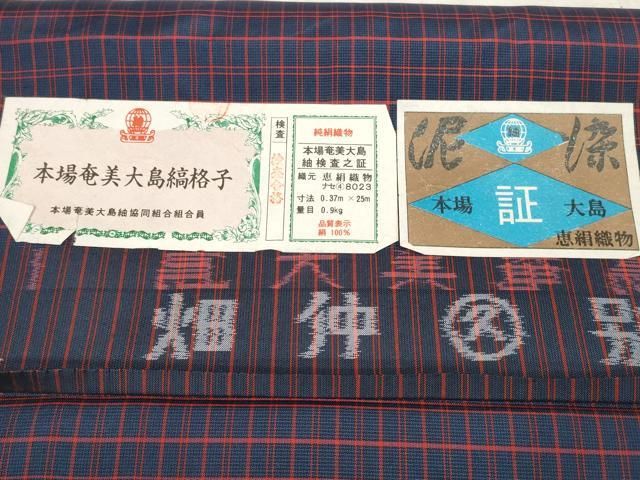 本場奄美大島縞格子
本場奄美大島紬協同組合組合員
検査
純絹織物
本場奄美大島
紬検査之証
織元 恵絹織物
ナセ④8023
寸法 0.37m×25m
量目 0.9kg
品質表示
絹 100%
泥染
本場 証 大島
恵絹織物
美大
畑仲